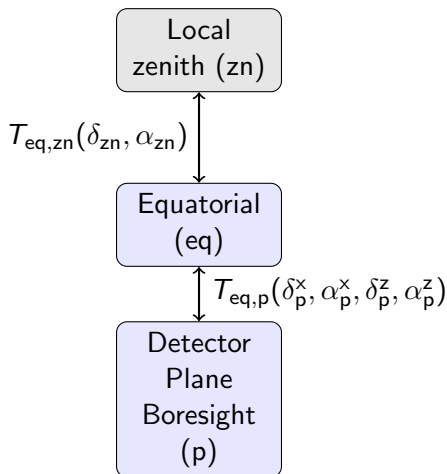 Local
zenith (zn)
T_eq,zn(δ_zn, α_zn)
Equatorial
(eq)
T_eq,p(δ_p^x, α_p^x, δ_p^z, α_p^z)
Detector
Plane
Boresight
(p)